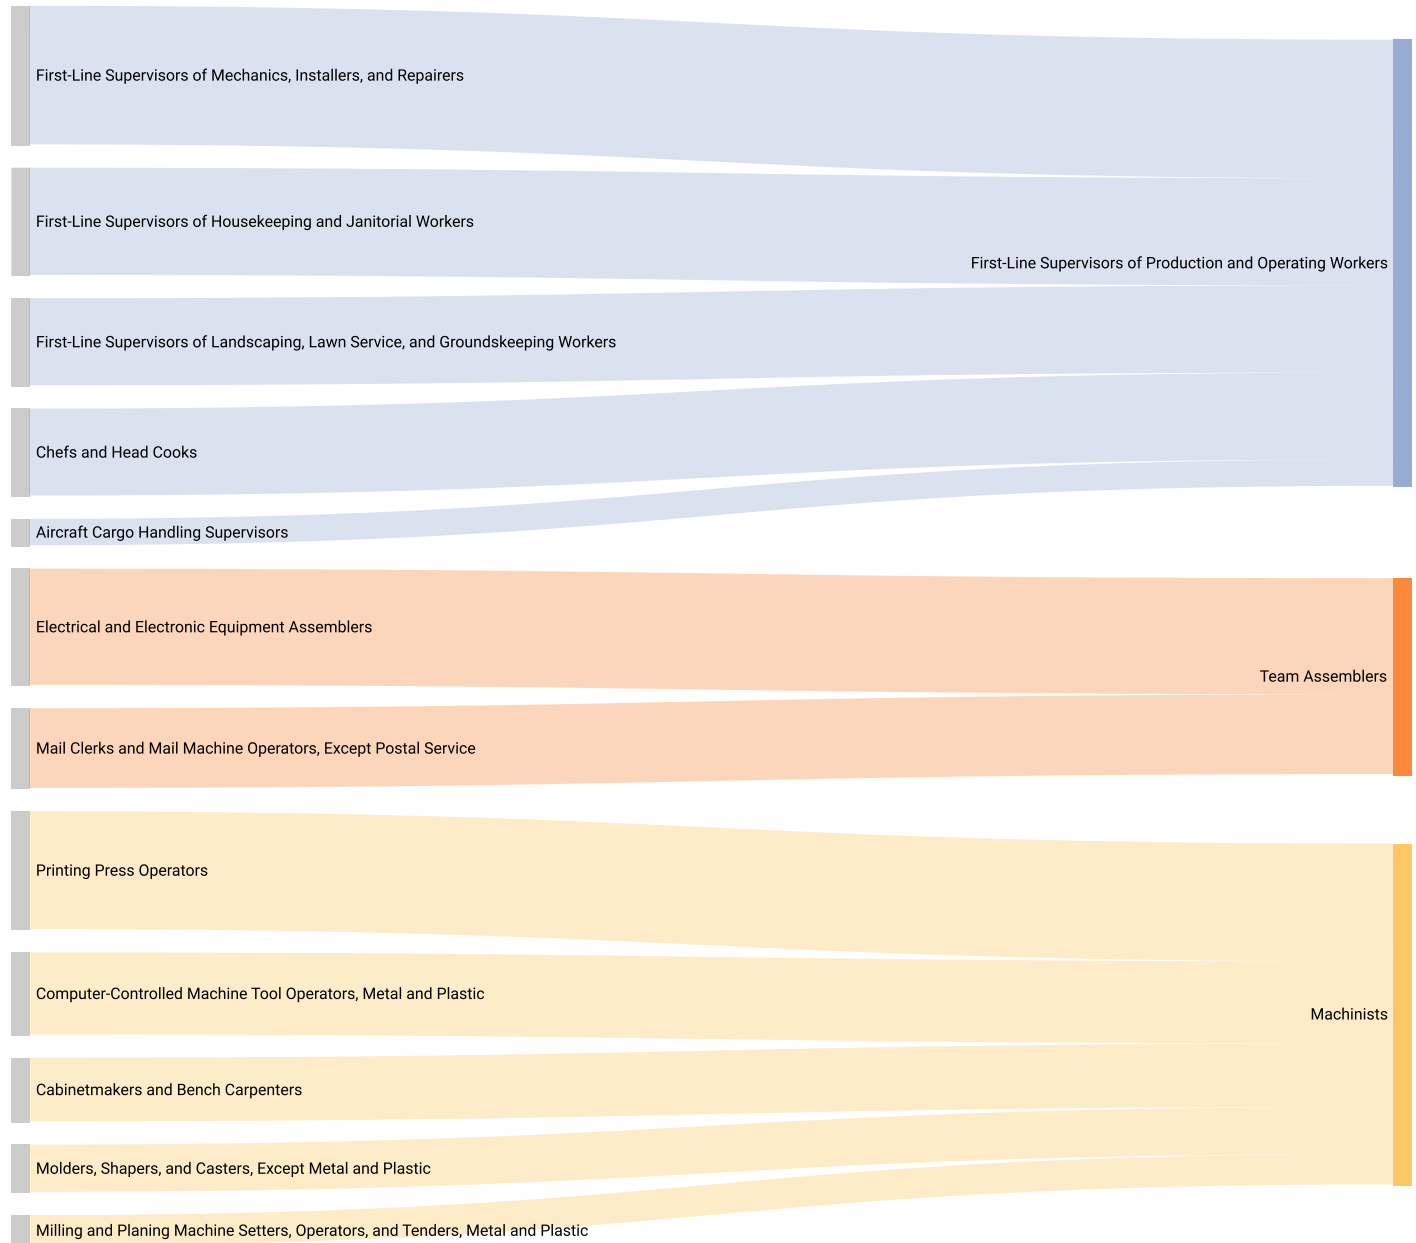 First-Line Supervisors of Mechanics, Installers, and Repairers
First-Line Supervisors of Housekeeping and Janitorial Workers
First-Line Supervisors of Production and Operating Workers
First-Line Supervisors of Landscaping, Lawn Service, and Groundskeeping Workers
Chefs and Head Cooks
Aircraft Cargo Handling Supervisors
Electrical and Electronic Equipment Assemblers
Team Assemblers
Mail Clerks and Mail Machine Operators, Except Postal Service
Printing Press Operators
Computer-Controlled Machine Tool Operators, Metal and Plastic
Machinists
Cabinetmakers and Bench Carpenters
Molders, Shapers, and Casters, Except Metal and Plastic
Milling and Planing Machine Setters, Operators, and Tenders, Metal and Plastic